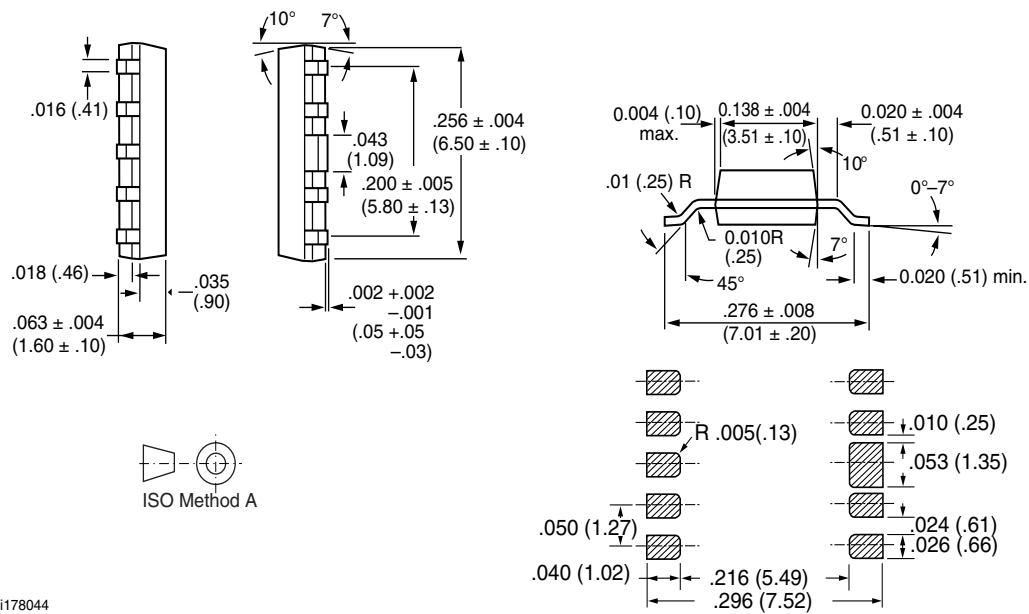 10°
7°
.016 (.41)
.043
(1.09)
.256 ± .004
(6.50 ± .10)
.200 ± .005
(5.80 ± .13)
.018 (.46)
.035
(.90)
.063 ± .004
(1.60 ± .10)
.002 +.002
–.001
(.05 +.05
–.03)
0.004 (.10)
max.
0.138 ± .004
(3.51 ± .10)
0.020 ± .004
(.51 ± .10)
10°
.01 (.25) R
0°–7°
0.010R
(.25)
7°
45°
0.020 (.51) min.
.276 ± .008
(7.01 ± .20)
R .005(.13)
.010 (.25)
.053 (1.35)
.050 (1.27)
.024 (.61)
.026 (.66)
.040 (1.02)
.216 (5.49)
.296 (7.52)
ISO Method A
i178044